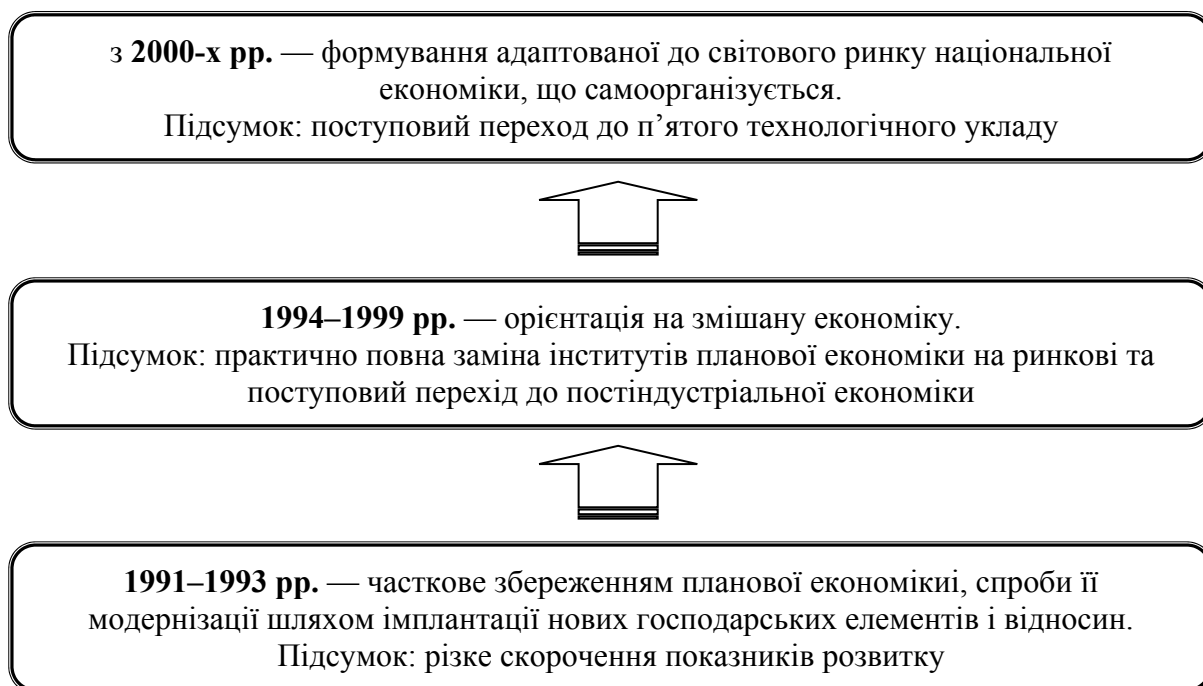 з 2000-х рр. — формування адаптованої до світового ринку національної
економіки, що самоорганізується.
Підсумок: поступовий переход до п’ятого технологічного укладу
1994–1999 рр. — орієнтація на змішану економіку.
Підсумок: практично повна заміна інститутів планової економіки на ринкові та
поступовий перехід до постіндустріальної економіки
1991–1993 рр. — часткове збереженням планової економікиі, спроби її
модернізації шляхом імплантації нових господарських елементів і відносин.
Підсумок: різке скорочення показників розвитку